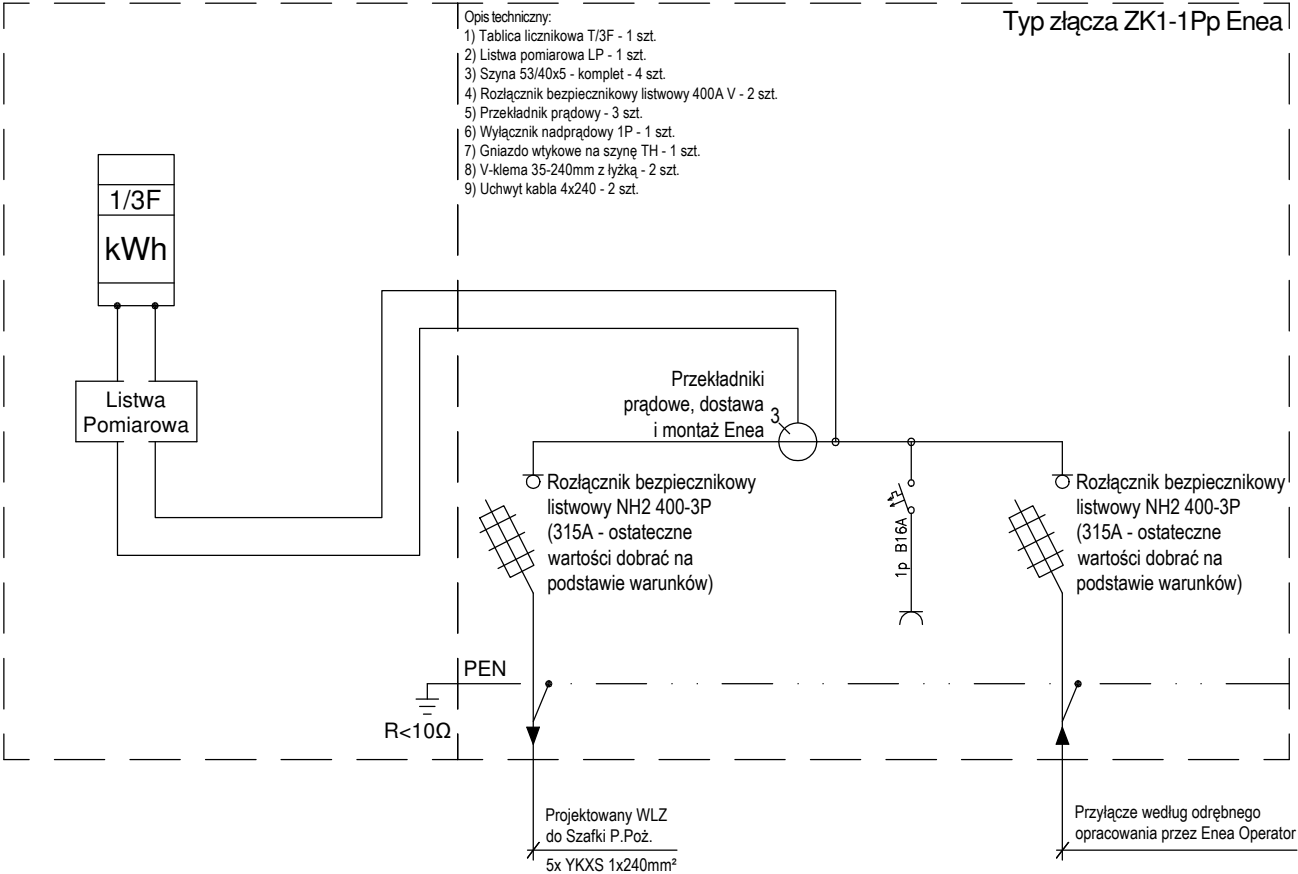 Typ złącza ZK1-1Pp Enea
Opis techniczny:
1) Tablica licznikowa T/3F - 1 szt.
2) Listwa pomiarowa LP - 1 szt.
3) Szyna 53/40x5 - komplet - 4 szt.
4) Rozłącznik bezpiecznikowy listwowy 400A V - 2 szt.
5) Przekładnik prądowy - 3 szt.
6) Wyłącznik nadprądowy 1P - 1 szt.
7) Gniazdo wtykowe na szynę TH - 1 szt.
8) V-klema 35-240mm z łyżką - 2 szt.
9) Uchwyt kabla 4x240 - 2 szt.
1/3F
kWh
Listwa
Pomiarowa
Przekładniki
prądowe, dostawa
i montaż Enea
3
Rozłącznik bezpiecznikowy
listwowy NH2 400-3P
(315A - ostateczne
wartości dobrać na
podstawie warunków)
1p B16A
Rozłącznik bezpiecznikowy
listwowy NH2 400-3P
(315A - ostateczne
wartości dobrać na
podstawie warunków)
PEN
R<10Ω
Projektowany WLZ
do Szafki P.Poż.
5x YKXS 1x240mm²
Przyłącze według odrębnego
opracowania przez Enea Operator